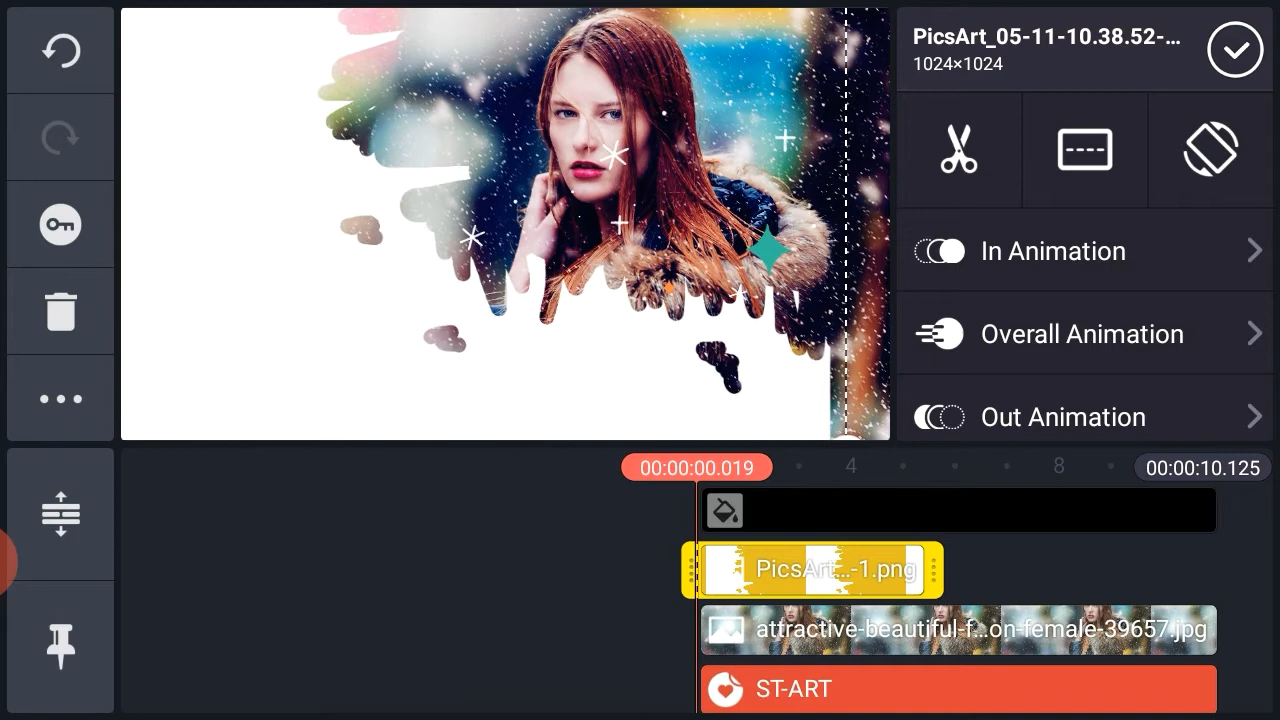 PicsArt_05-11-10.38.52-...
1024×1024
In Animation
Overall Animation
Out Animation
00:00:00.019
4
8
00:00:10.125
PicsArt...-1.png
attractive-beautiful-f...on-female-39657.jpg
ST-ART